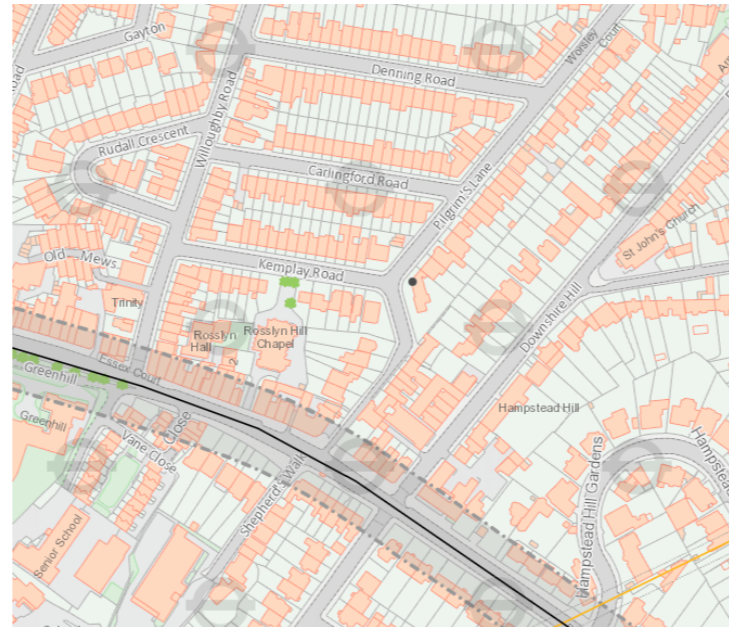 Gayton
Denning Road
Worsley
Court
Willoughby Road
Rudall Crescent
Carlingford Road
Pilgrim's Lane
St John's Church
Old
Mews
Kemplay Road
Trinity
Rosslyn
Hall
2
Rosslyn Hill
Chapel
Downshire Hill
Essex Court
Greenhill
Greenhill
Close
Vane Close
Hampstead Hill
Shepherd's Walk
Hampstead Hill Gardens
Hampstead
Senior School